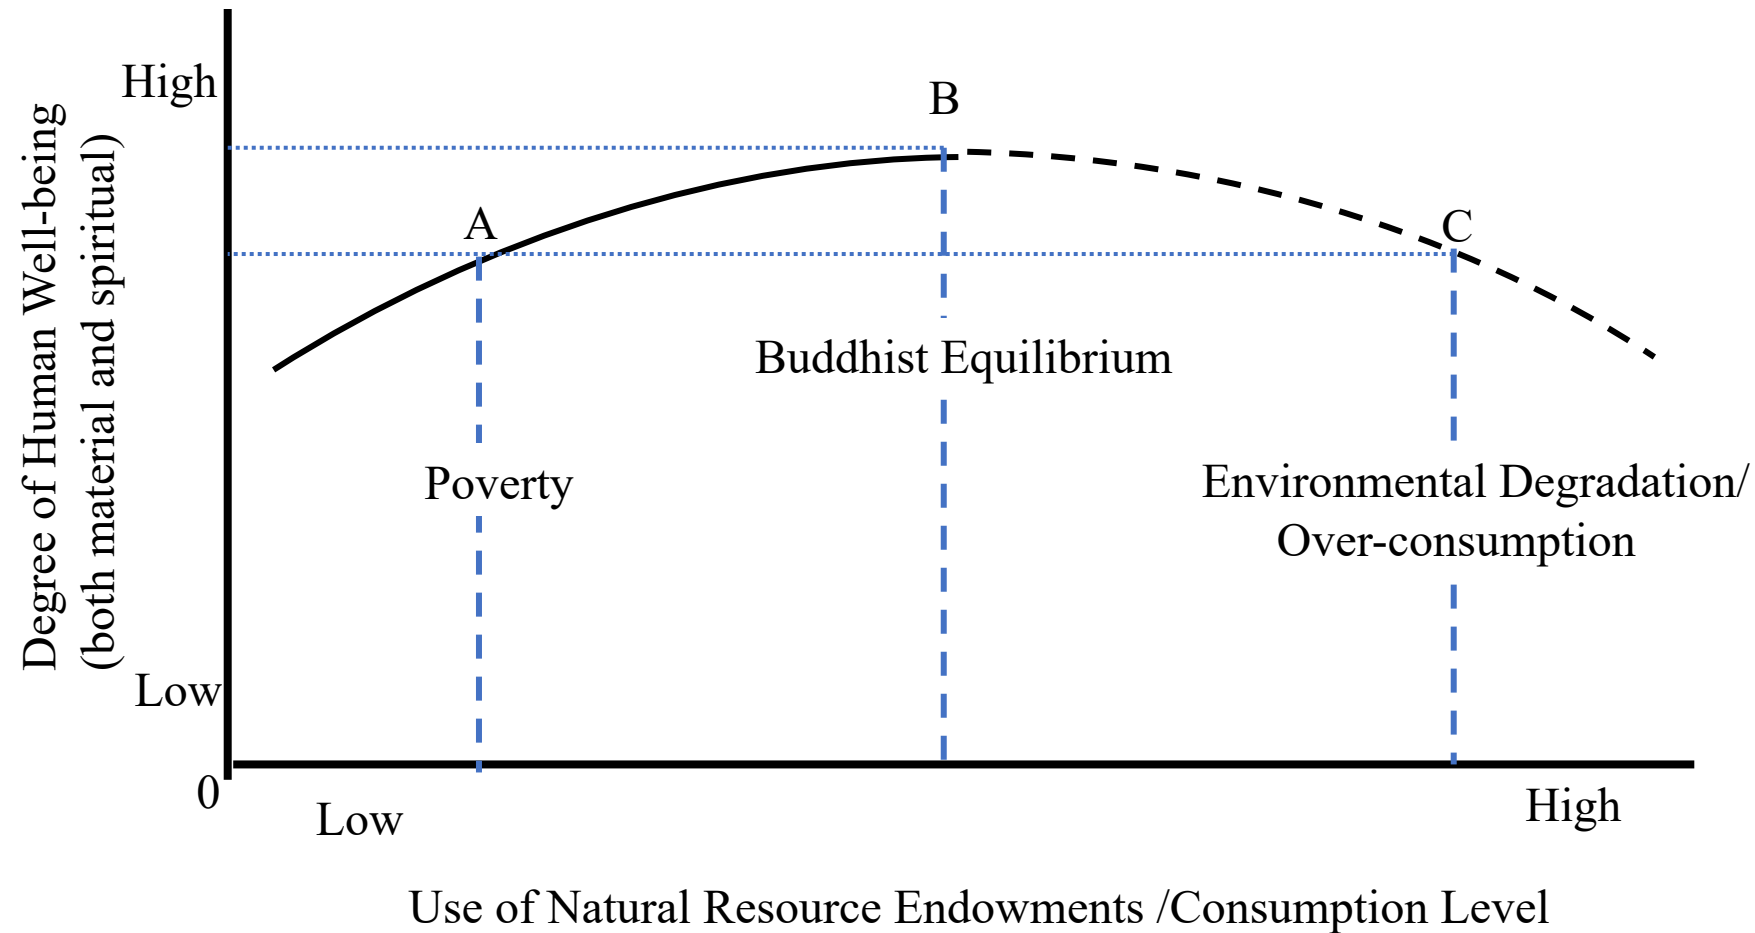 High
Degree of Human Well-being
(both material and spiritual)
Low
0
B
A
C
Buddhist Equilibrium
Poverty
Environmental Degradation/
Over-consumption
Low
High
Use of Natural Resource Endowments /Consumption Level